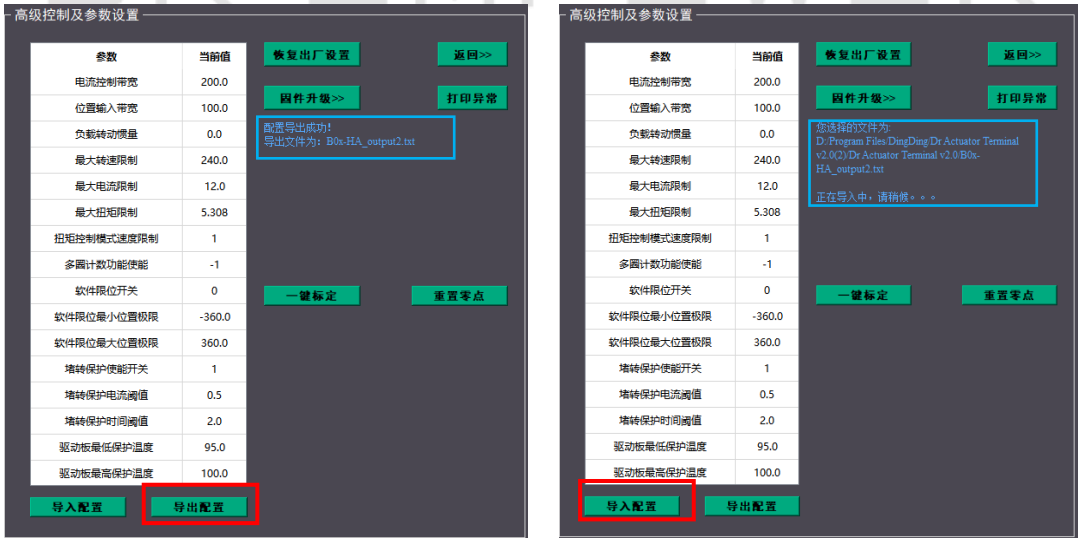 高级控制及参数设置
参数 当前值
电流控制带宽 200.0
位置输入带宽 100.0
负载转动惯量 0.0
最大转速限制 240.0
最大电流限制 12.0
最大扭矩限制 5.308
扭矩控制模式速度限制 1
多圈计数功能使能 -1
软件限位开关 0
软件限位最小位置极限 -360.0
软件限位最大位置极限 360.0
堵转保护使能开关 1
堵转保护电流阈值 0.5
堵转保护时间阈值 2.0
驱动板最低保护温度 95.0
驱动板最高保护温度 100.0
导入配置 导出配置
恢复出厂设置 返回>>
固件升级>> 打印异常
配置导出成功!
导出文件为: B0x-HA_output2.txt
一键标定 重置零点
高级控制及参数设置
参数 当前值
电流控制带宽 200.0
位置输入带宽 100.0
负载转动惯量 0.0
最大转速限制 240.0
最大电流限制 12.0
最大扭矩限制 5.308
扭矩控制模式速度限制 1
多圈计数功能使能 -1
软件限位开关 0
软件限位最小位置极限 -360.0
软件限位最大位置极限 360.0
堵转保护使能开关 1
堵转保护电流阈值 0.5
堵转保护时间阈值 2.0
驱动板最低保护温度 95.0
驱动板最高保护温度 100.0
导入配置 导出配置
恢复出厂设置 返回>>
固件升级>> 打印异常
您选择的文件为:
D:/Program Files/DingDing/Dr Actuator Terminal
v2.0(2)/Dr Actuator Terminal v2.0/B0x-
HA_output2.txt
正在导入中，请稍候。。。
一键标定 重置零点